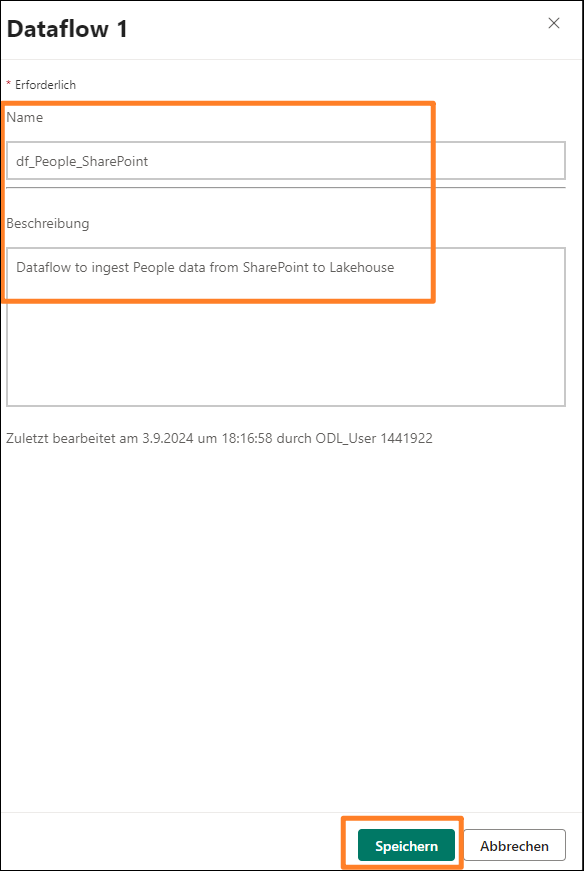 Dataflow 1
* Erforderlich
Name
df_People_SharePoint
Beschreibung
Dataflow to ingest People data from SharePoint to Lakehouse
Zuletzt bearbeitet am 3.9.2024 um 18:16:58 durch ODL_User 1441922
Speichern
Abbrechen